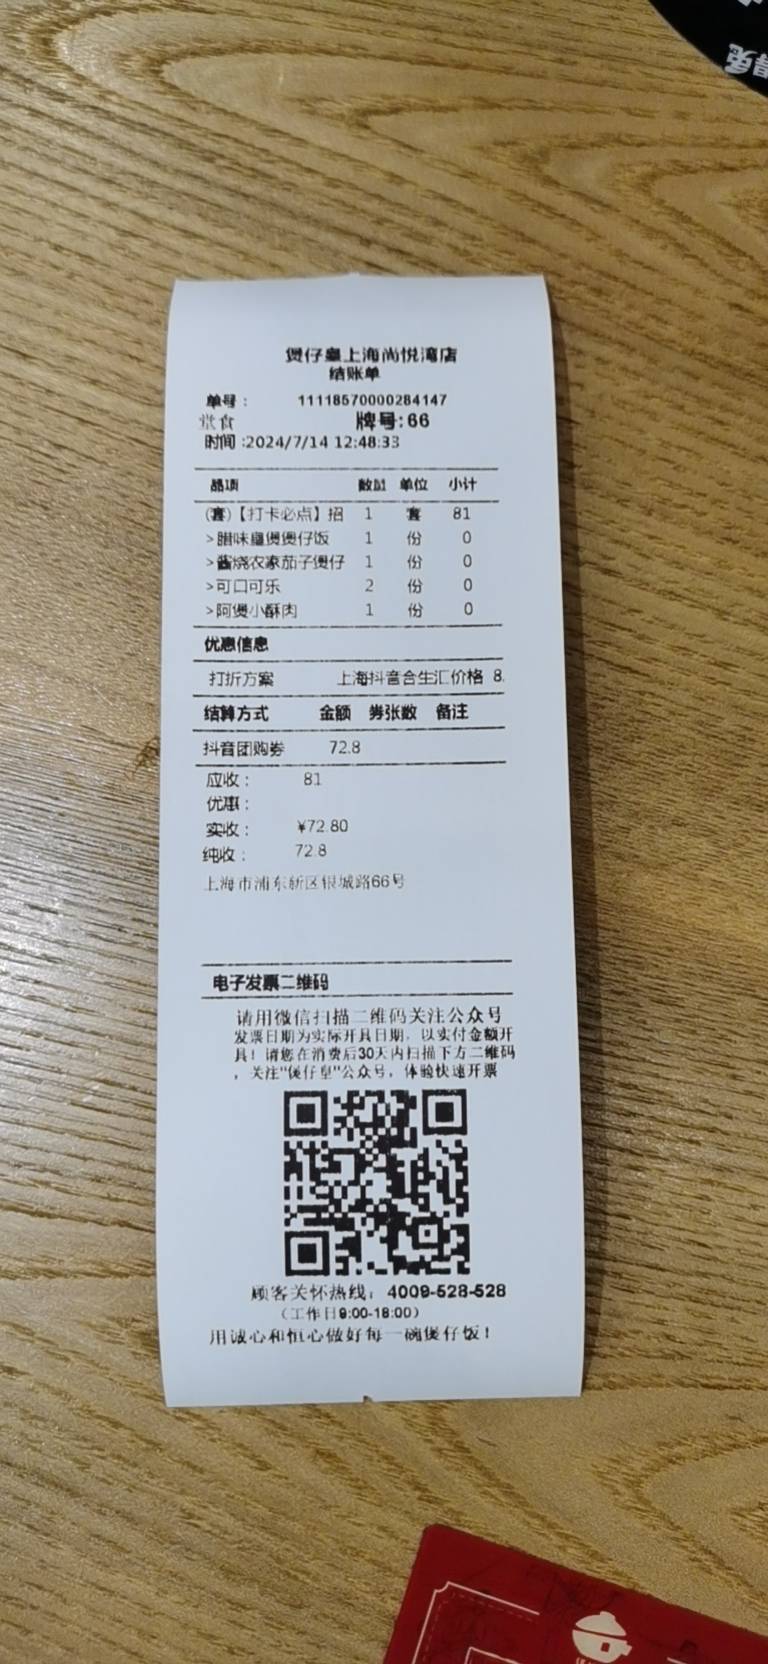 得兔
煲仔皇上海尚悦湾店
结账单
单号： 11118570000284147
堂食 牌号:66
时间:2024/7/14 12:48:33
品项 数量 单位 小计
(套)【打卡必点】招 1 套 81
>腊味皇煲煲仔饭 1 份 0
>酱烧农家茄子煲仔 1 份 0
>可口可乐 2 份 0
>阿煲小酥肉 1 份 0
优惠信息
打折方案 上海抖音合生汇价格 8.
结算方式 金额 券张数 备注
抖音团购券 72.8
应收： 81
优惠：
实收： ¥72.80
纯收： 72.8
上海市浦东新区银城路66号
电子发票二维码
请用微信扫描二维码关注公众号
发票日期为实际开具日期，以实付金额开
具！请您在消费后30天内扫描下方二维码
，关注"煲仔皇"公众号，体验快速开票
顾客关怀热线：4009-528-528
（工作日9:00-18:00）
用诚心和恒心做好每一碗煲仔饭！